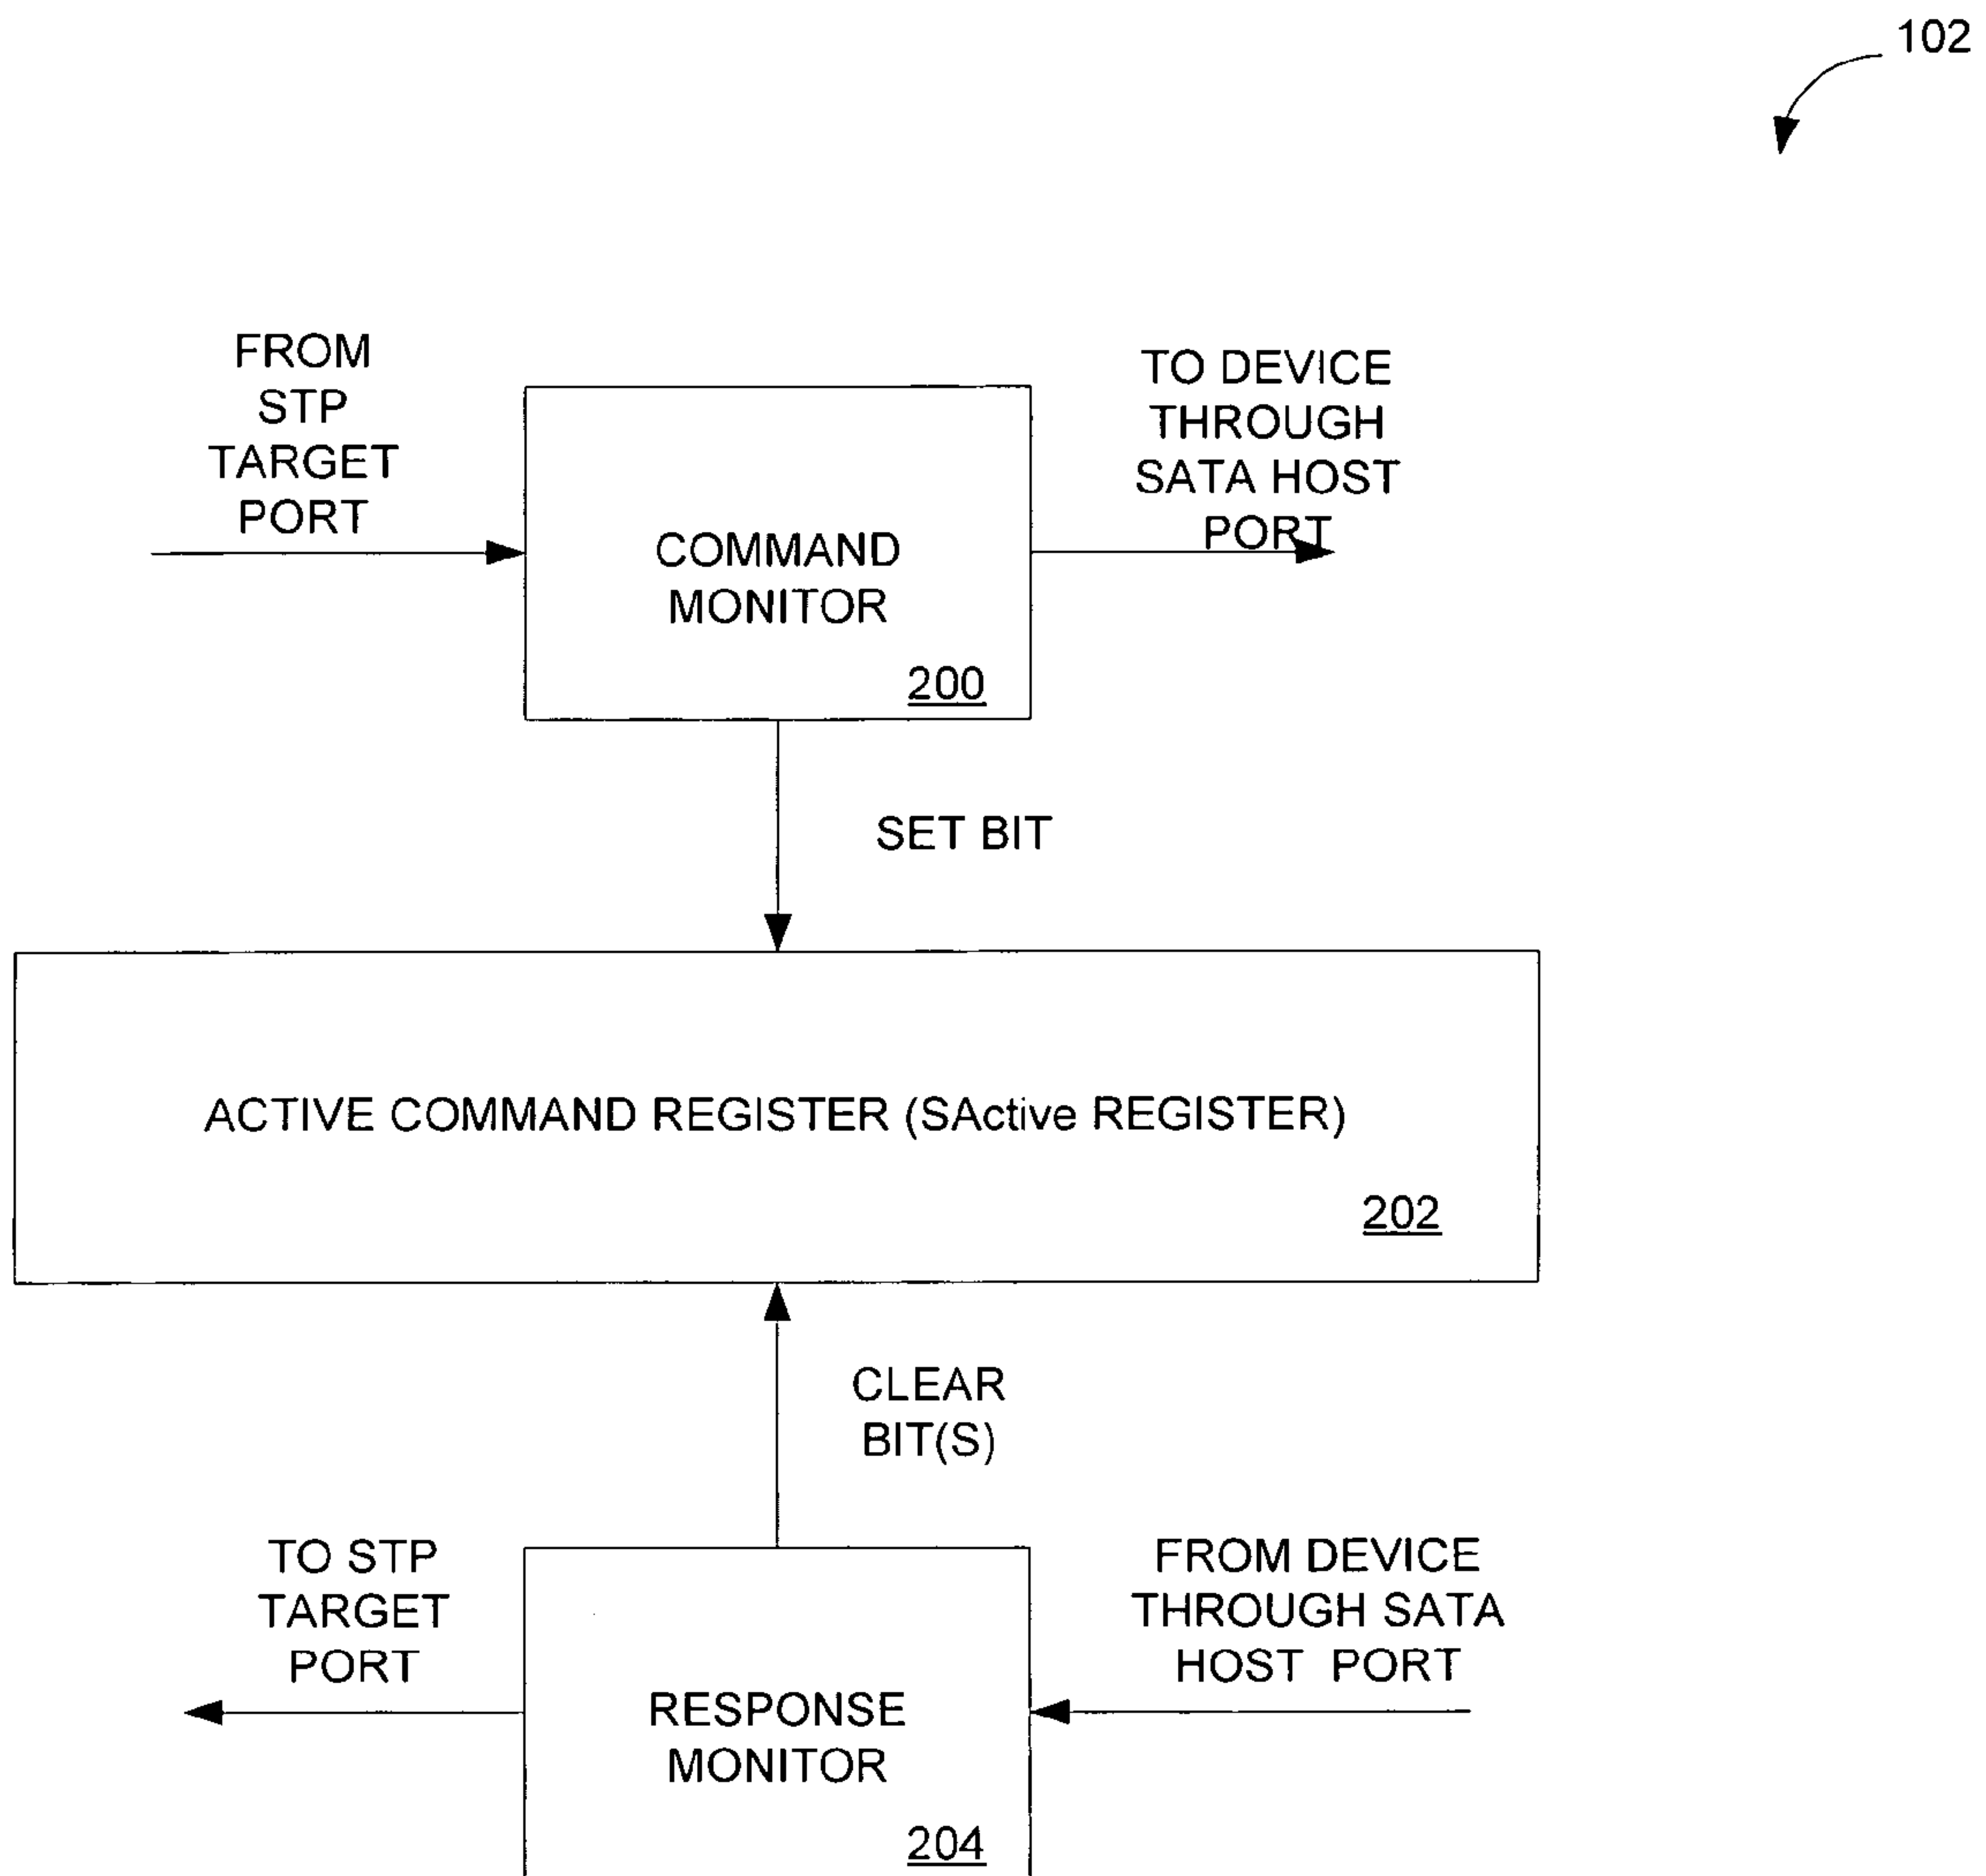 102
FROM
STP
TARGET
PORT
TO DEVICE
THROUGH
SATA HOST
PORT
COMMAND
MONITOR
200
SET BIT
ACTIVE COMMAND REGISTER (SActive REGISTER)
202
CLEAR
BIT(S)
TO STP
TARGET
PORT
FROM DEVICE
THROUGH SATA
HOST PORT
RESPONSE
MONITOR
204